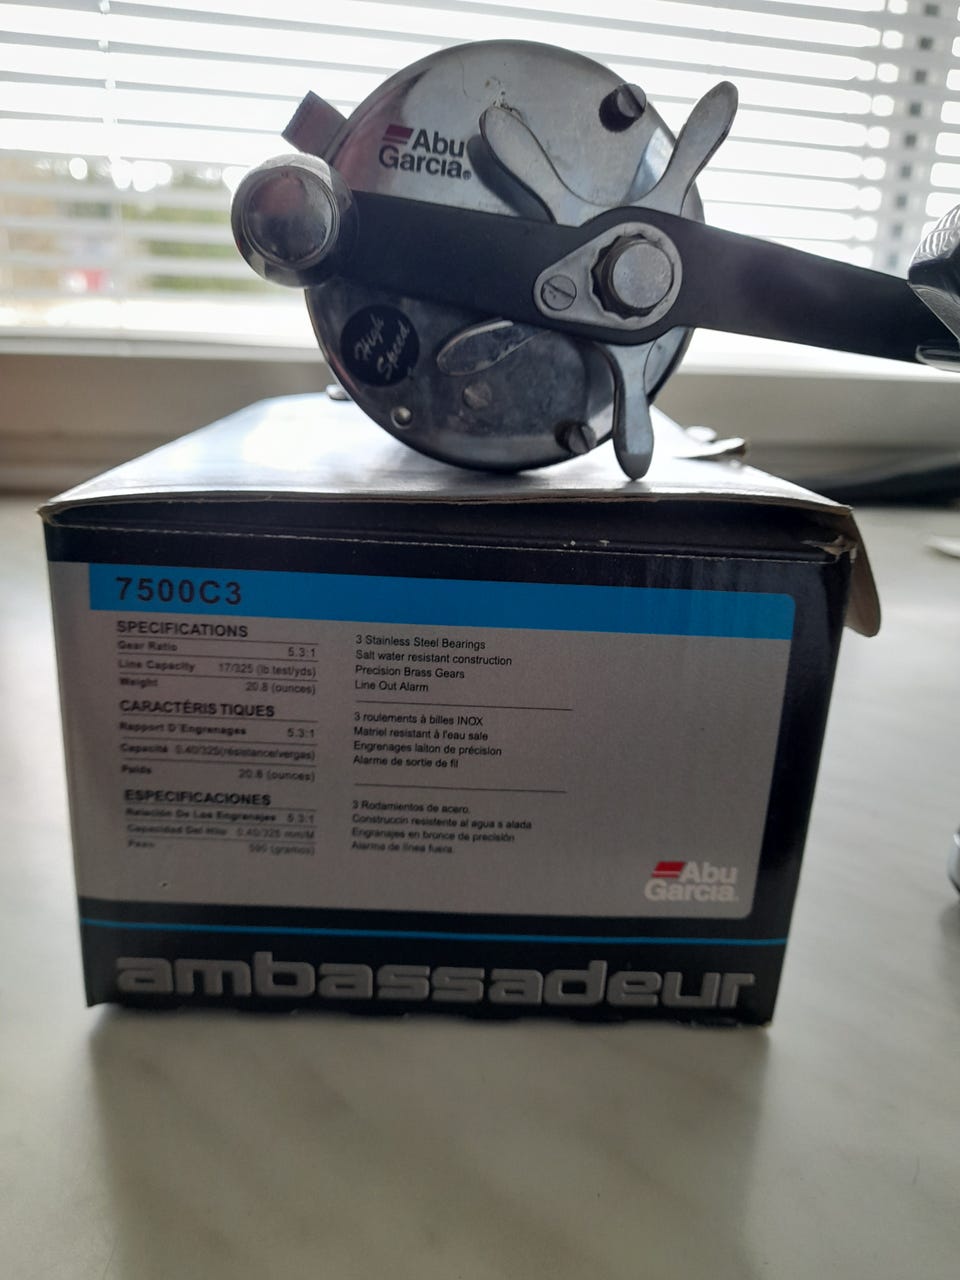 Abu
Garcia®
High
Speed
7500C3
SPECIFICATIONS
Gear Ratio 5.3:1
Line Capacity 17/325 (lb.test/yds)
Weight 20.8 (ounces)
CARACTÉRISTIQUES
Rapport D'Engrenages 5.3:1
Capacité 0.40/325(résistance/vergas)
Poids 20.8 (ounces)
ESPECIFICACIONES
Relación De Los Engranajes 5.3:1
Capacidad Del Hilo 0.40/325 mm/M
Peso 590 (gramos)
3 Stainless Steel Bearings
Salt water resistant construction
Precision Brass Gears
Line Out Alarm
3 roulements à billes INOX
Matriel resistant à l'eau sale
Engrenages laiton de précision
Alarme de sortie de fil
3 Rodamientos de acero.
Construccin resistente al agua s alada
Engranajes en bronce de precisión
Alarma de línea fuera.
Abu
Garcia®
ambassadeur